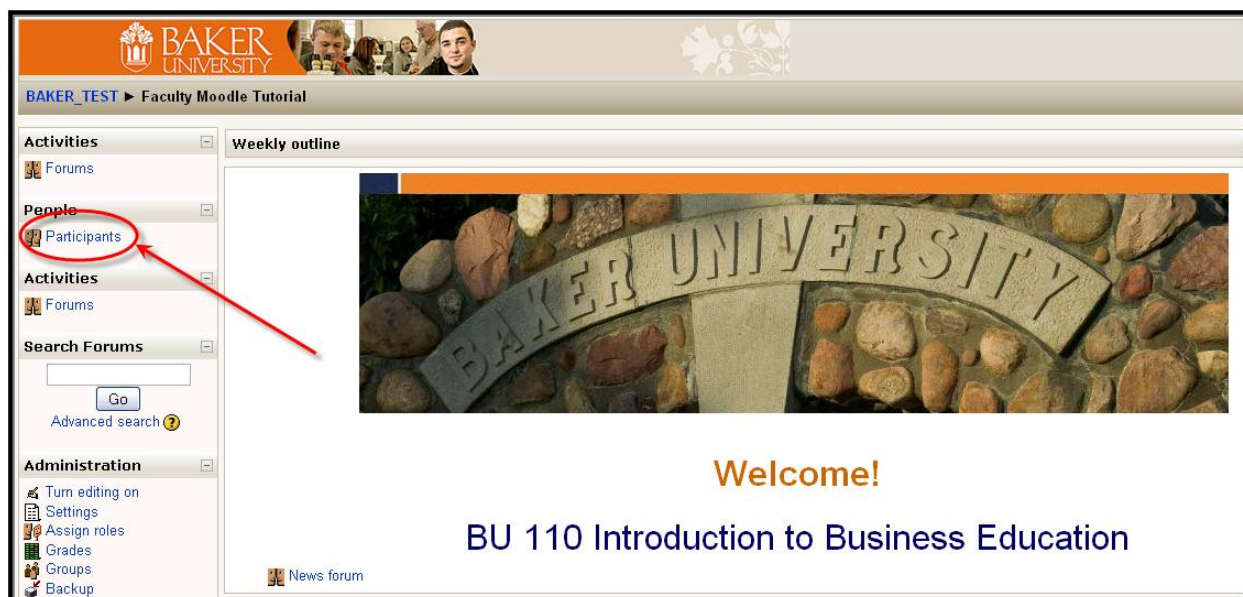 BAKER
UNIVERSITY
BAKER_TEST ► Faculty Moodle Tutorial
Activities
Forums
People
Participants
Activities
Forums
Search Forums
Go
Advanced search ?
Administration
Turn editing on
Settings
Assign roles
Grades
Groups
Backup
Weekly outline
BAKER UNIVERSITY
Welcome!
BU 110 Introduction to Business Education
News forum